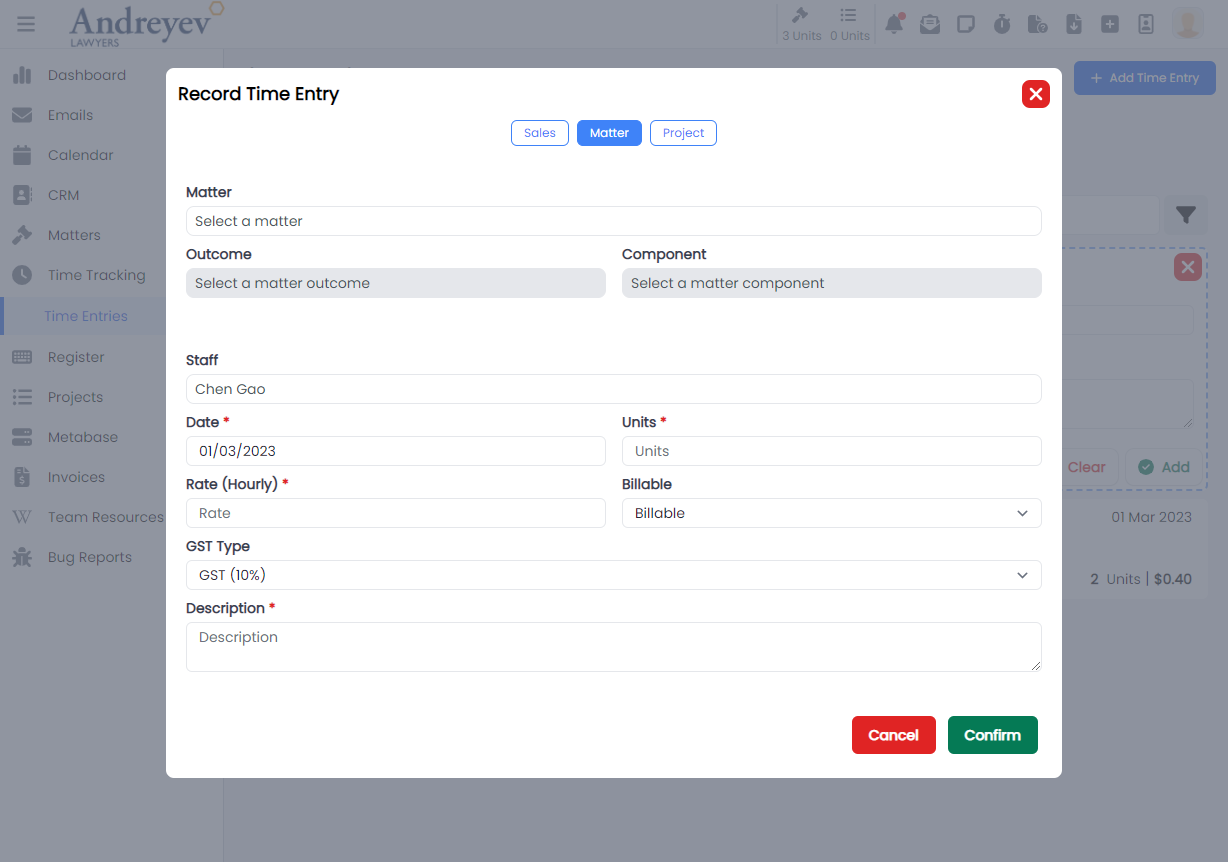 Andreyev
LAWYERS
3 Units
0 Units
Dashboard
Emails
Calendar
CRM
Matters
Time Tracking
Time Entries
Register
Projects
Metabase
Invoices
Team Resources
Bug Reports
+ Add Time Entry
Record Time Entry
Sales
Matter
Project
Matter
Select a matter
Outcome
Component
Select a matter outcome
Select a matter component
Staff
Chen Gao
Date *
Units *
01/03/2023
Units
Rate (Hourly) *
Billable
Rate
Billable
GST Type
GST (10%)
Description *
Description
Cancel
Confirm
Clear
Add
01 Mar 2023
2 Units | $0.40